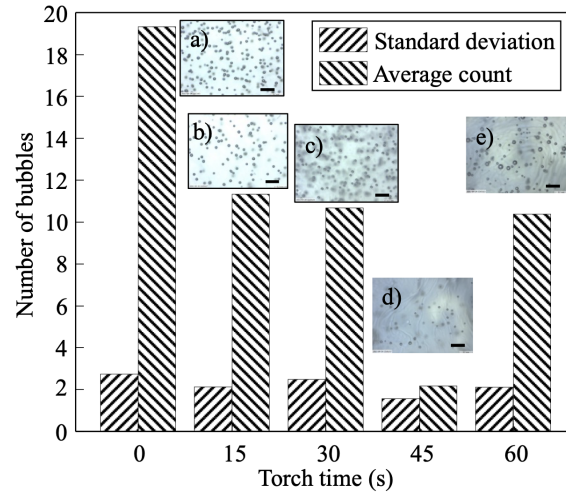 20
18
16
14
12
10
8
6
4
2
0
Number of bubbles
Standard deviation
Average count
a)
b)
c)
d)
e)
0 15 30 45 60
Torch time (s)